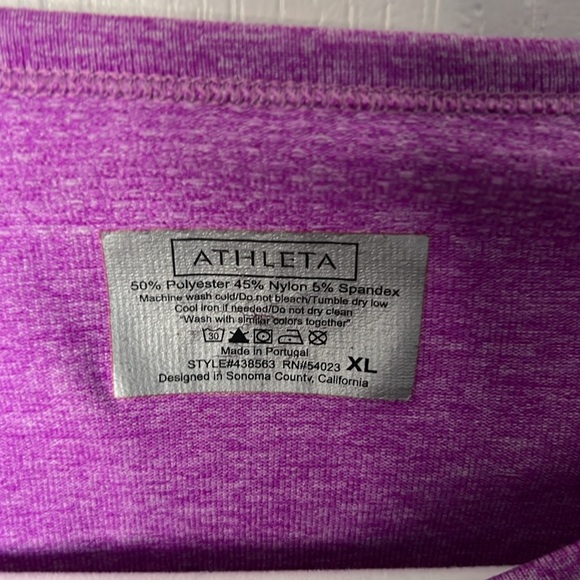 ATHLETA
50% Polyester 45% Nylon 5% Spandex
Machine wash cold/Do not bleach/Tumble dry low
Cool iron if needed/Do not dry clean
"Wash with similar colors together"
30
Made in Portugal
STYLE#438563 RN#54023 XL
Designed in Sonoma County, California